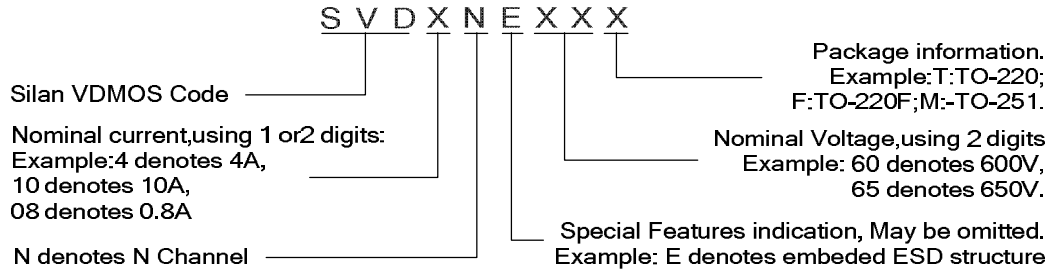 S V D X N E X X X
Package information.
Example:T:TO-220;
F:TO-220F;M:-TO-251.
Silan VDMOS Code
Nominal current,using 1 or2 digits:
Example:4 denotes 4A,
10 denotes 10A,
08 denotes 0.8A
Nominal Voltage,using 2 digits
Example: 60 denotes 600V,
65 denotes 650V.
N denotes N Channel
Special Features indication, May be omitted.
Example: E denotes embeded ESD structure